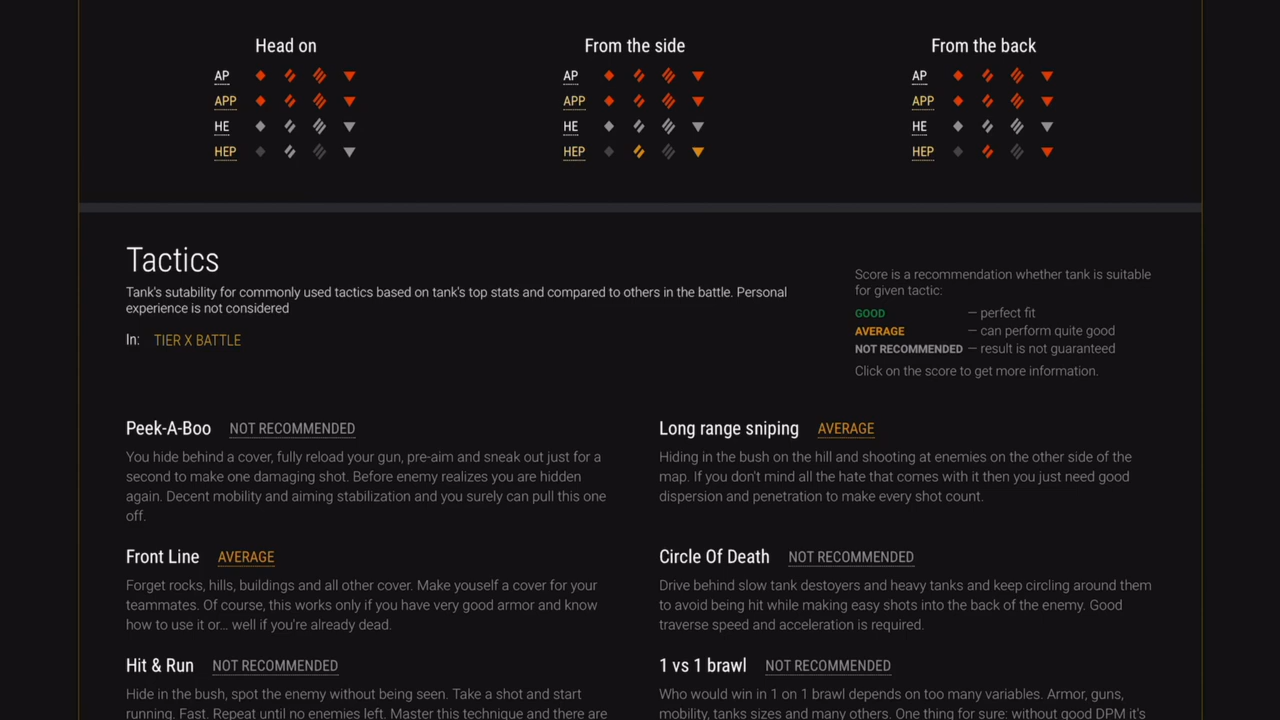 Head on
From the side
From the back
AP
AP
AP
APP
APP
APP
HE
HE
HE
HEP
HEP
HEP
Tactics
Tank's sutability for commonly used tactics based on tank's top stats and compared to others in the battle. Personal
experience is not considered
In: TIER X BATTLE
Score is a recommendation whether tank is suitable
for given tactic:
GOOD — perfect fit
AVERAGE — can perform quite good
NOT RECOMMENDED — result is not guaranteed
Click on the score to get more information.
Peek-A-Boo NOT RECOMMENDED
You hide behind a cover, fully reload your gun, pre-aim and sneak out just for a
second to make one damaging shot. Before enemy realizes you are hidden
again. Decent mobility and aiming stabilization and you surely can pull this one
off.
Long range sniping AVERAGE
Hiding in the bush on the hill and shooting at enemies on the other side of the
map. If you don't mind all the hate that comes with it then you just need good
dispersion and penetration to make every shot count.
Front Line AVERAGE
Forget rocks, hills, buildings and all other cover. Make youself a cover for your
teammates. Of course, this works only if you have very good armor and know
how to use it or... well if you're already dead.
Circle Of Death NOT RECOMMENDED
Drive behind slow tank destoyers and heavy tanks and keep circling around them
to avoid being hit while making easy shots into the back of the enemy. Good
traverse speed and acceleration is required.
Hit & Run NOT RECOMMENDED
Hide in the bush, spot the enemy without being seen. Take a shot and start
running. Fast. Repeat until no enemies left. Master this technique and there are
1 vs 1 brawl NOT RECOMMENDED
Who would win in 1 on 1 brawl depends on too many variables. Armor, guns,
mobility, tanks sizes and many others. One thing for sure: without good DPM it's